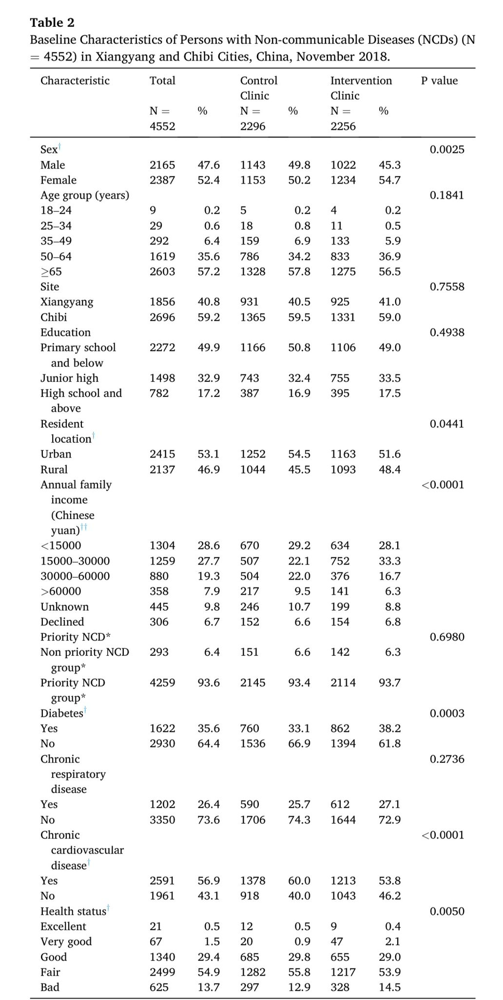 Table 2
Baseline Characteristics of Persons with Non-communicable Diseases (NCDs) (N
= 4552) in Xiangyang and Chibi Cities, China, November 2018.
Characteristic Total Control Intervention P value
Clinic Clinic
N = % N = % N = %
4552 2296 2256
Sex† 0.0025
Male 2165 47.6 1143 49.8 1022 45.3
Female 2387 52.4 1153 50.2 1234 54.7
Age group (years) 0.1841
18–24 9 0.2 5 0.2 4 0.2
25–34 29 0.6 18 0.8 11 0.5
35–49 292 6.4 159 6.9 133 5.9
50–64 1619 35.6 786 34.2 833 36.9
≥65 2603 57.2 1328 57.8 1275 56.5
Site 0.7558
Xiangyang 1856 40.8 931 40.5 925 41.0
Chibi 2696 59.2 1365 59.5 1331 59.0
Education 0.4938
Primary school 2272 49.9 1166 50.8 1106 49.0
and below
Junior high 1498 32.9 743 32.4 755 33.5
High school and 782 17.2 387 16.9 395 17.5
above
Resident 0.0441
location†
Urban 2415 53.1 1252 54.5 1163 51.6
Rural 2137 46.9 1044 45.5 1093 48.4
Annual family <0.0001
income
(Chinese
yuan)††
<15000 1304 28.6 670 29.2 634 28.1
15000–30000 1259 27.7 507 22.1 752 33.3
30000–60000 880 19.3 504 22.0 376 16.7
>60000 358 7.9 217 9.5 141 6.3
Unknown 445 9.8 246 10.7 199 8.8
Declined 306 6.7 152 6.6 154 6.8
Priority NCD* 0.6980
Non priority NCD 293 6.4 151 6.6 142 6.3
group*
Priority NCD 4259 93.6 2145 93.4 2114 93.7
group*
Diabetes† 0.0003
Yes 1622 35.6 760 33.1 862 38.2
No 2930 64.4 1536 66.9 1394 61.8
Chronic 0.2736
respiratory
disease
Yes 1202 26.4 590 25.7 612 27.1
No 3350 73.6 1706 74.3 1644 72.9
Chronic <0.0001
cardiovascular
disease†
Yes 2591 56.9 1378 60.0 1213 53.8
No 1961 43.1 918 40.0 1043 46.2
Health status† 0.0050
Excellent 21 0.5 12 0.5 9 0.4
Very good 67 1.5 20 0.9 47 2.1
Good 1340 29.4 685 29.8 655 29.0
Fair 2499 54.9 1282 55.8 1217 53.9
Bad 625 13.7 297 12.9 328 14.5